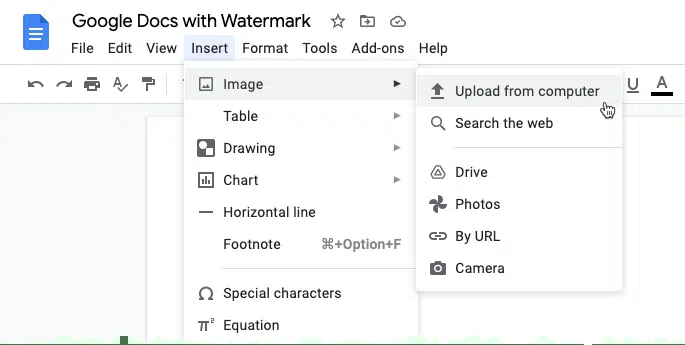 Google Docs with Watermark
File Edit View Insert Format Tools Add-ons Help
Image
Table
Drawing
Chart
Horizontal line
Footnote ⌘+Option+F
Special characters
π² Equation
Upload from computer
Search the web
Drive
Photos
By URL
Camera
U A